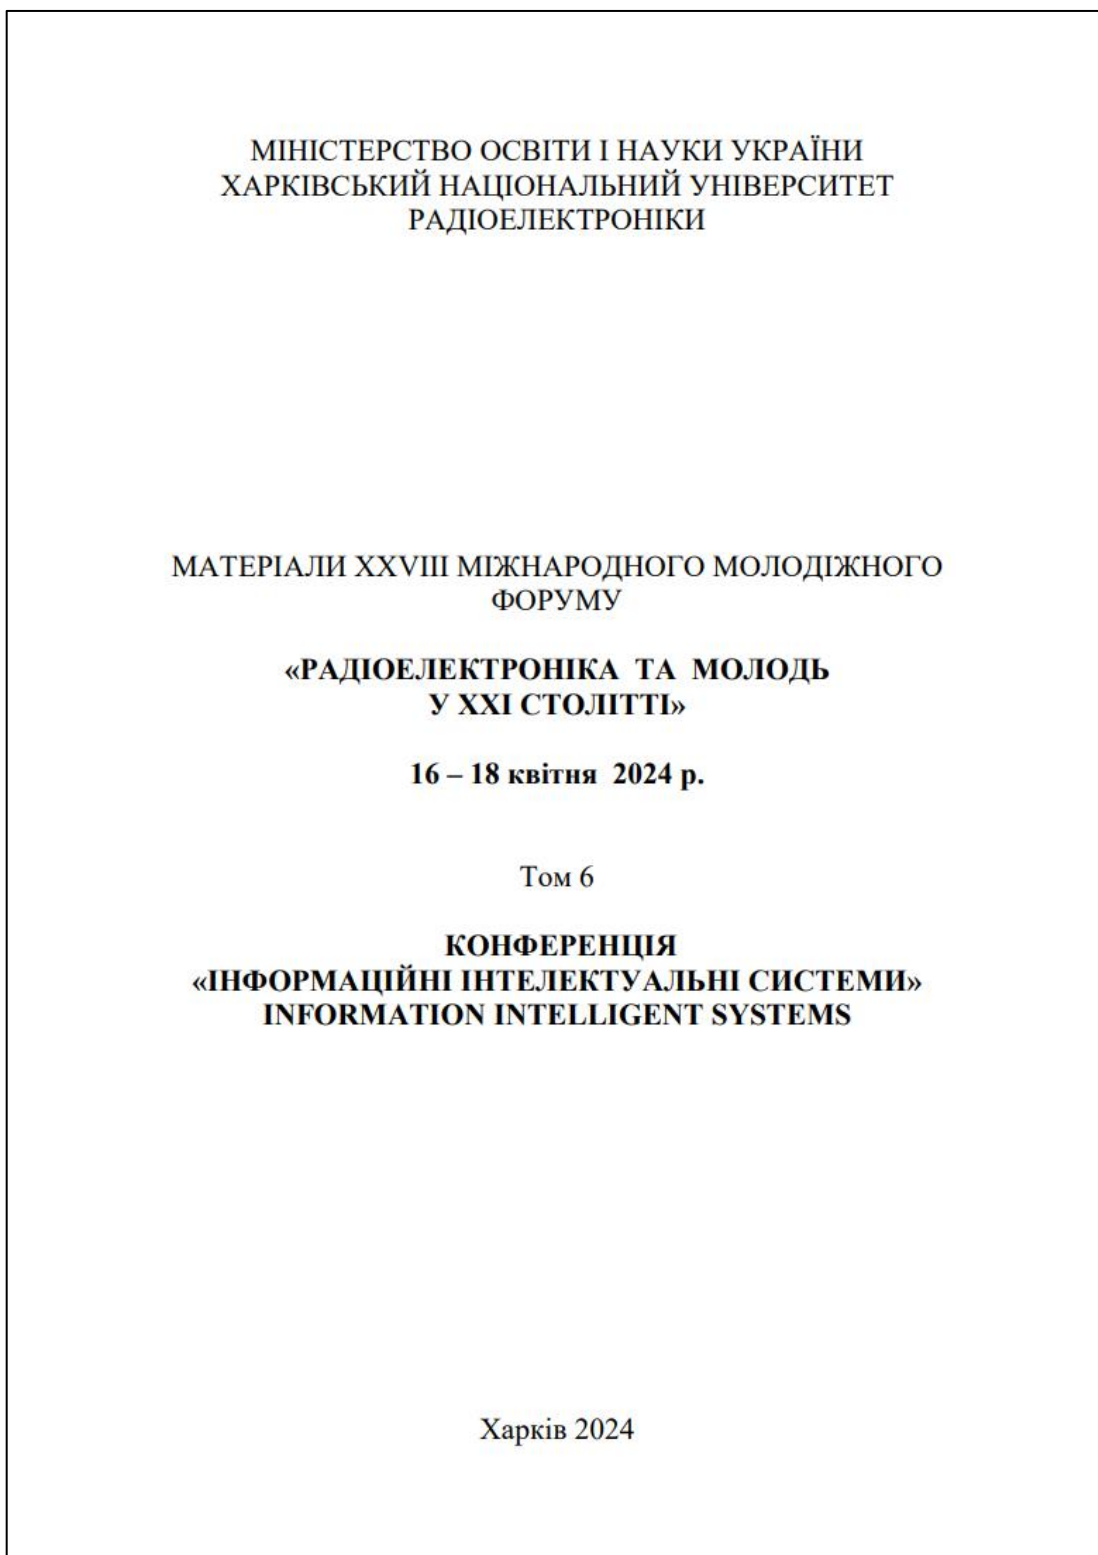 МІНІСТЕРСТВО ОСВІТИ І НАУКИ УКРАЇНИ
ХАРКІВСЬКИЙ НАЦІОНАЛЬНИЙ УНІВЕРСИТЕТ
РАДІОЕЛЕКТРОНІКИ
МАТЕРІАЛИ XXVIII МІЖНАРОДНОГО МОЛОДІЖНОГО
ФОРУМУ
«РАДІОЕЛЕКТРОНІКА ТА МОЛОДЬ
У ХХІ СТОЛІТТІ»
16 – 18 квітня 2024 р.
Том 6
КОНФЕРЕНЦІЯ
«ІНФОРМАЦІЙНІ ІНТЕЛЕКТУАЛЬНІ СИСТЕМИ»
INFORMATION INTELLIGENT SYSTEMS
Харків 2024